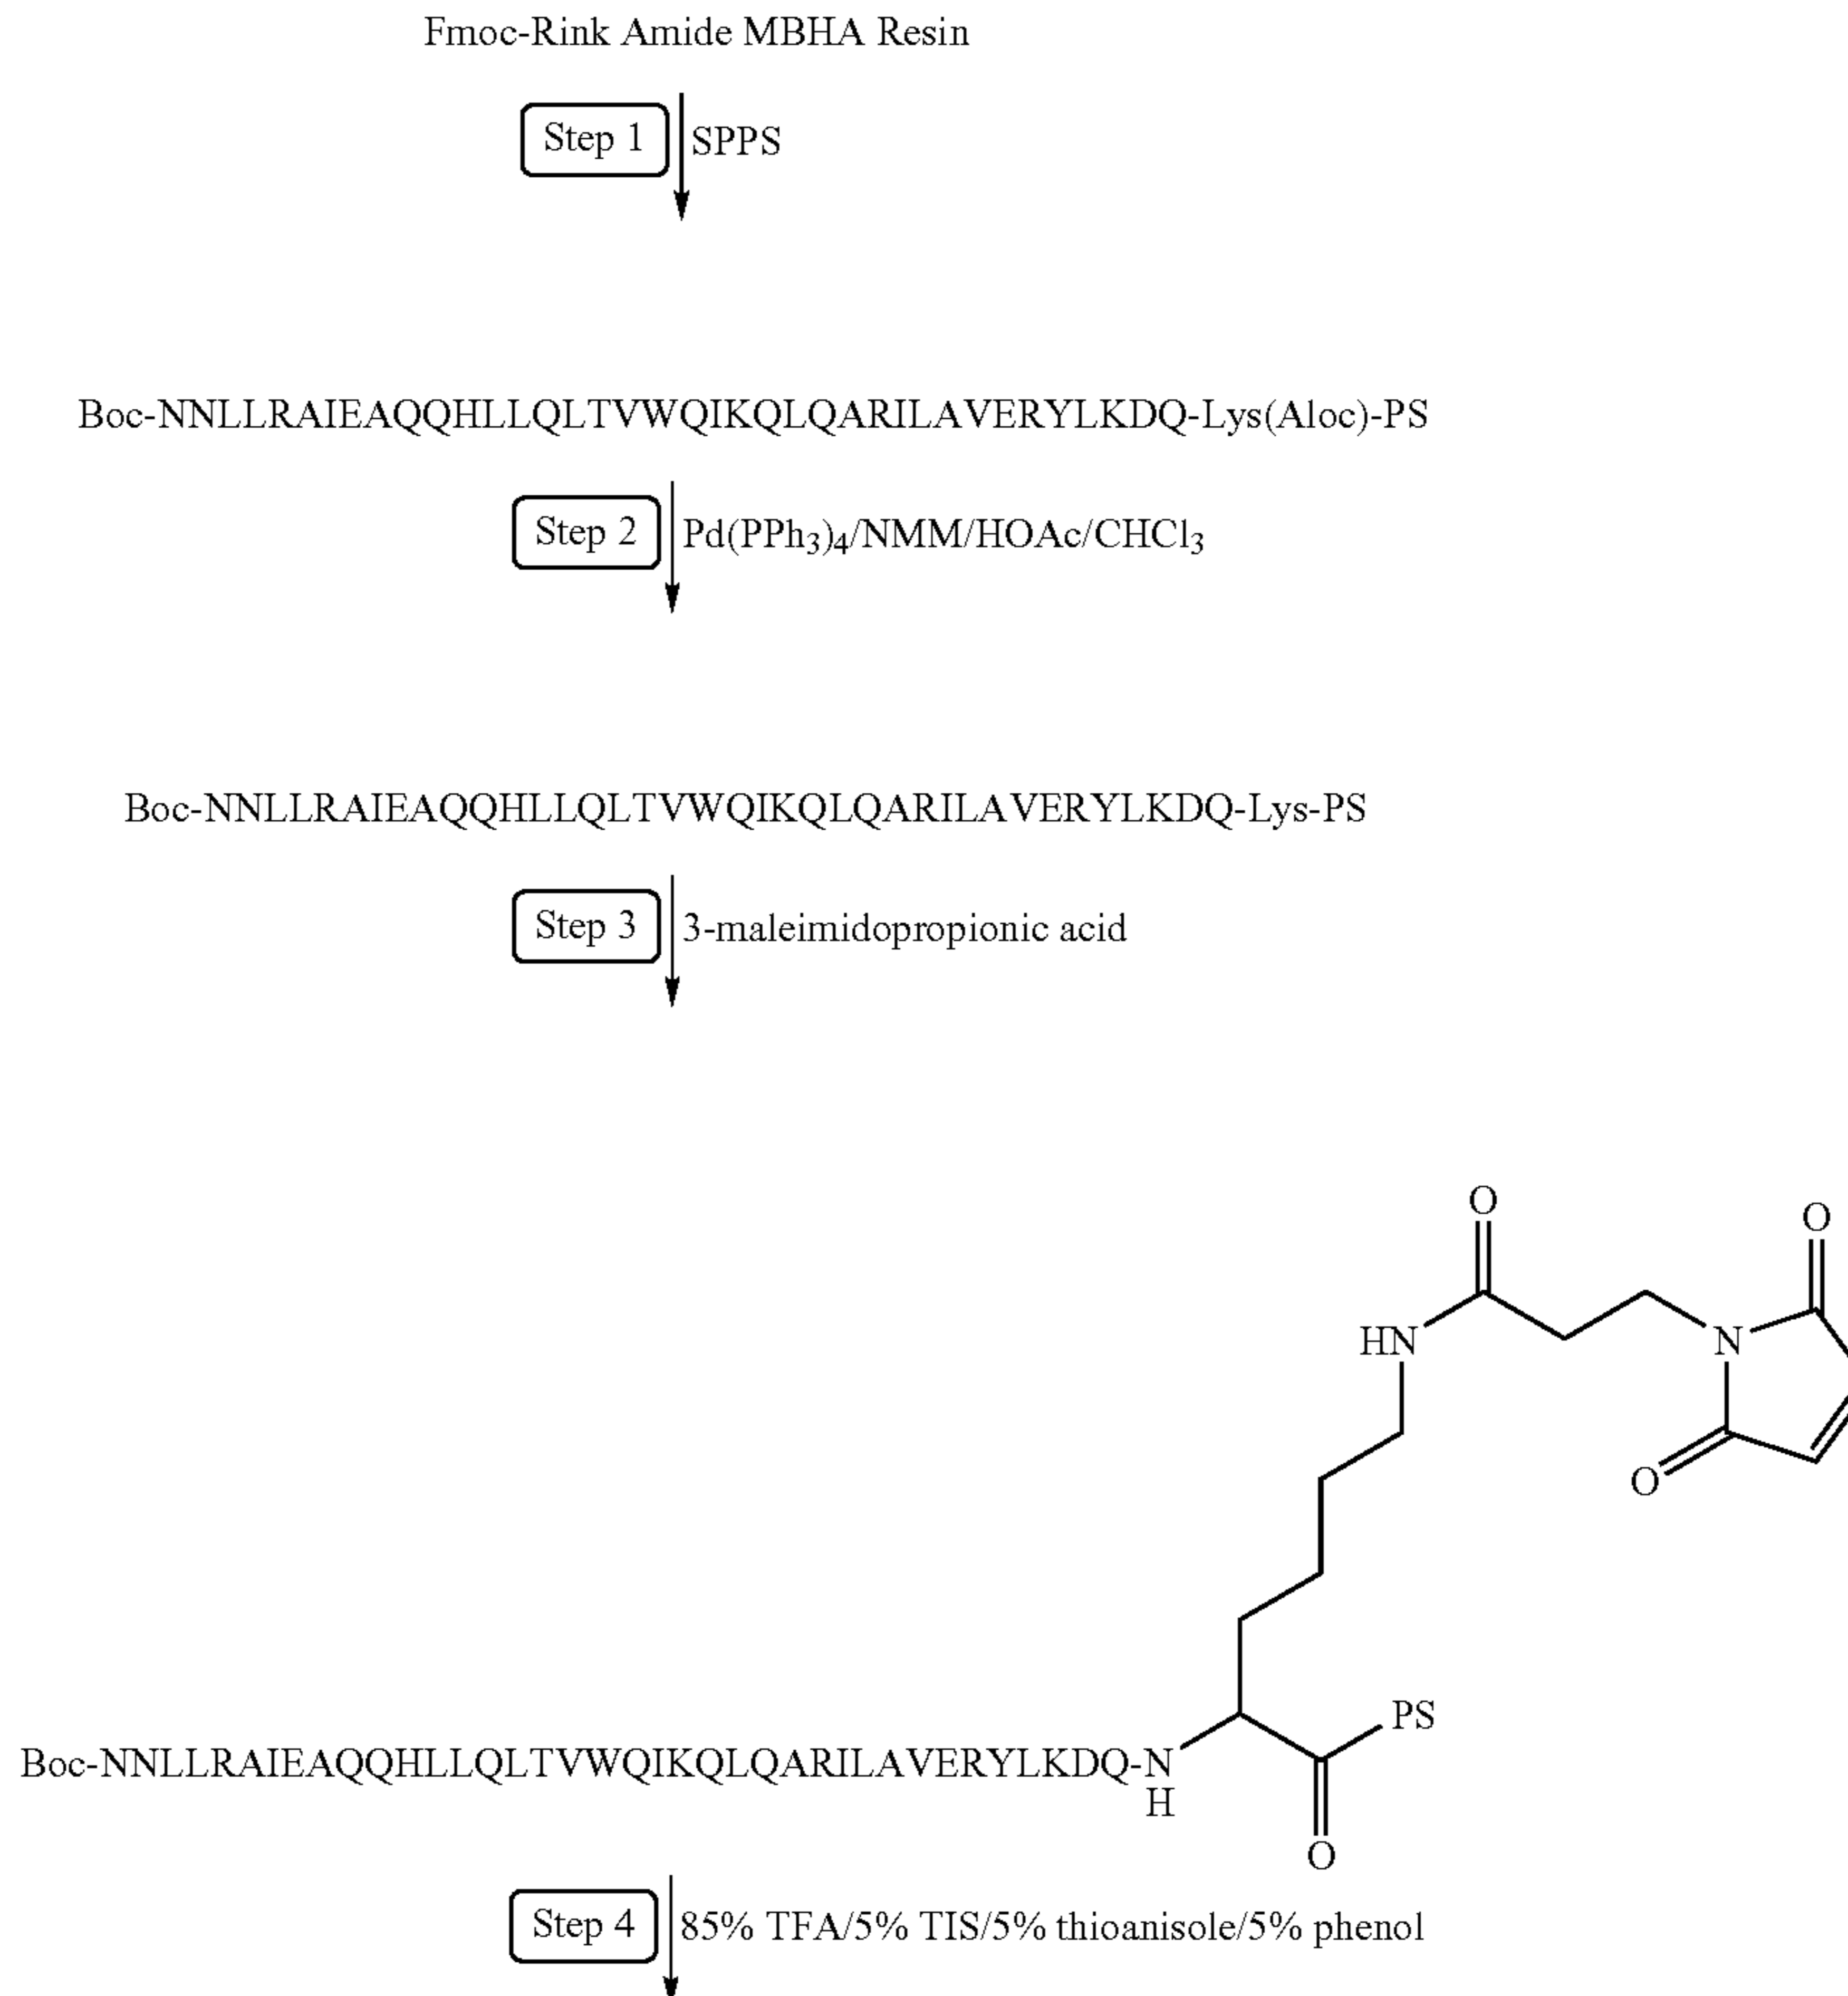 Fmoc-Rink Amide MBHA Resin
Step 1 SPPS
Boc-NNLLRAIEAQQHLLQLTVWQIKQLQARILAVERYLKDQ-Lys(Aloc)-PS
Step 2 Pd(PPh3)4/NMM/HOAc/CHCl3
Boc-NNLLRAIEAQQHLLQLTVWQIKQLQARILAVERYLKDQ-Lys-PS
Step 3 3-maleimidopropionic acid
O
O
HN
N
O
PS
Boc-NNLLRAIEAQQHLLQLTVWQIKQLQARILAVERYLKDQ-N
H
O
Step 4 85% TFA/5% TIS/5% thioanisole/5% phenol